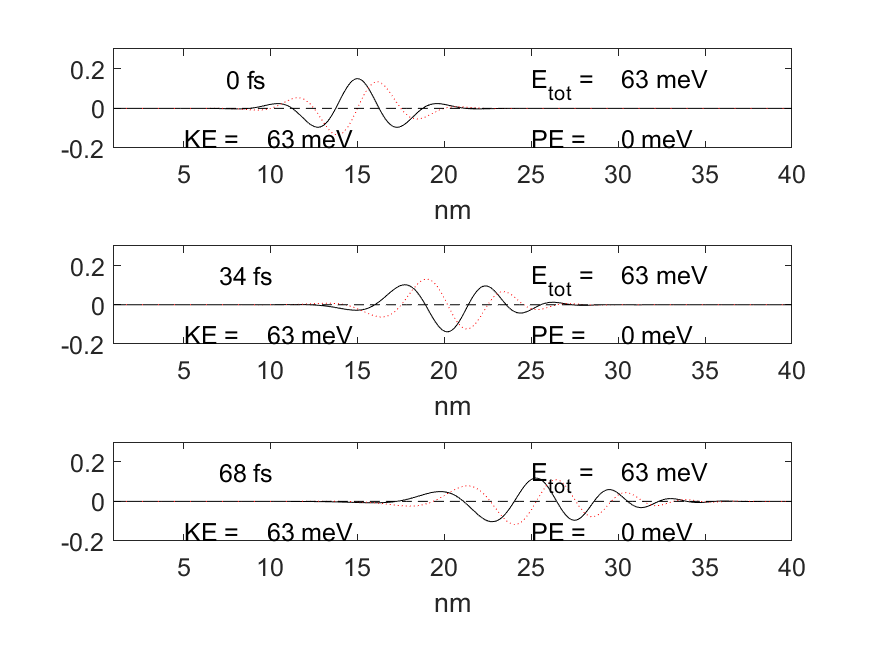 0.2
0
-0.2
0 fs
E_tot = 63 meV
KE = 63 meV
PE = 0 meV
5 10 15 20 25 30 35 40
nm
0.2
0
-0.2
34 fs
E_tot = 63 meV
KE = 63 meV
PE = 0 meV
5 10 15 20 25 30 35 40
nm
0.2
0
-0.2
68 fs
E_tot = 63 meV
KE = 63 meV
PE = 0 meV
5 10 15 20 25 30 35 40
nm